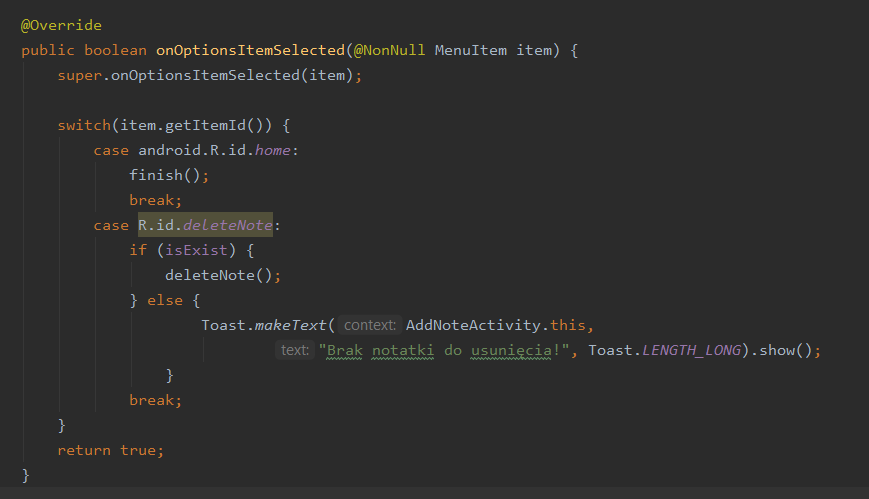 @Override
public boolean onOptionsItemSelected(@NonNull MenuItem item) {
super.onOptionsItemSelected(item);
switch(item.getItemId()) {
case android.R.id.home:
finish();
break;
case R.id.deleteNote:
if (isExist) {
deleteNote();
} else {
Toast.makeText( context: AddNoteActivity.this,
text: "Brak notatki do usunięcia!", Toast.LENGTH_LONG).show();
}
break;
}
return true;
}